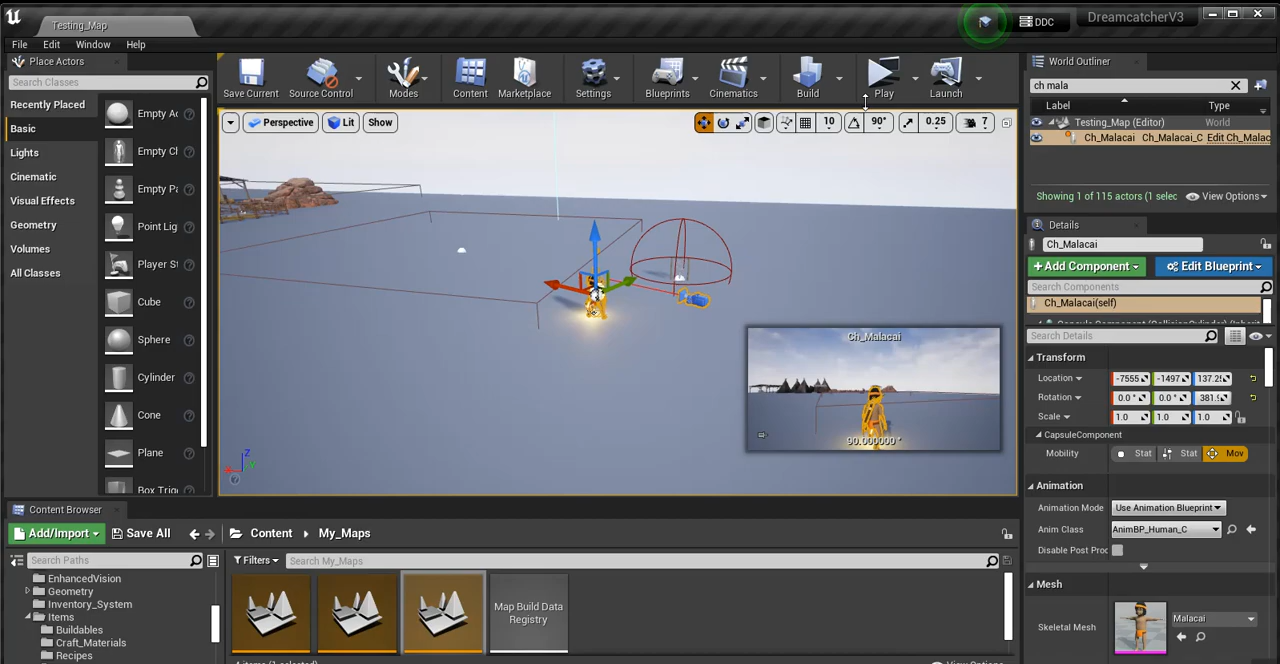 Testing_Map
DDC
DreamcatcherV3
File Edit Window Help
Place Actors
Search Classes
Recently Placed
Basic
Lights
Cinematic
Visual Effects
Geometry
Volumes
All Classes
Empty Ac
Empty Ch
Empty Pa
Point Lig
Player St
Cube
Sphere
Cylinder
Cone
Plane
Box Trig
Save Current
Source Control
Modes
Content
Marketplace
Settings
Blueprints
Cinematics
Build
Play
Launch
Perspective
Lit
Show
10
90°
0.25
7
Ch_Malacai
90.000000 °
World Outliner
ch mala
Label Type
Testing_Map (Editor) World
Ch_Malacai Ch_Malacai_C Edit Ch_Malac
Showing 1 of 115 actors (1 selec
View Options
Details
Ch_Malacai
+Add Component
Edit Blueprint
Search Components
Ch_Malacai(self)
Search Details
Transform
Location -7555 -1497 137.2
Rotation 0.0 ° 0.0 ° 381.
Scale 1.0 1.0 1.0
CapsuleComponent
Mobility Stat Stat Mov
Animation
Animation Mode Use Animation Blueprint
Anim Class AnimBP_Human_C
Disable Post Proc
Mesh
Skeletal Mesh Malacai
Content Browser
Add/Import
Save All
Content
My_Maps
Search Paths
Filters
Search My_Maps
EnhancedVision
Geometry
Inventory_System
Items
Buildables
Craft_Materials
Recipes
Map Build Data
Registry
View Options